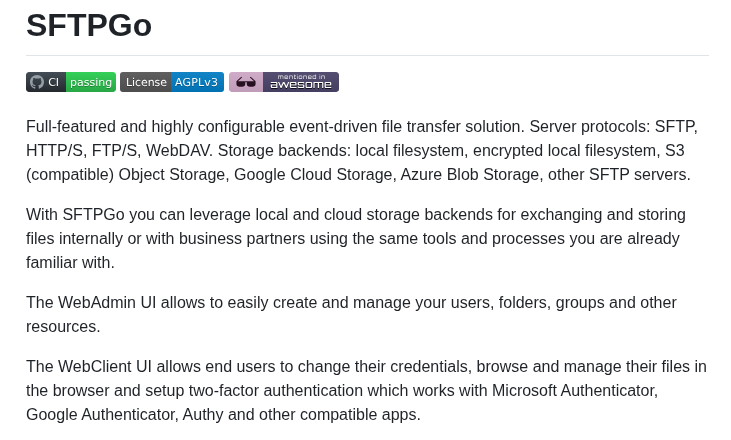 SFTPGo
CI passing License AGPLv3 mentioned in awesome
Full-featured and highly configurable event-driven file transfer solution. Server protocols: SFTP,
HTTP/S, FTP/S, WebDAV. Storage backends: local filesystem, encrypted local filesystem, S3
(compatible) Object Storage, Google Cloud Storage, Azure Blob Storage, other SFTP servers.
With SFTPGo you can leverage local and cloud storage backends for exchanging and storing
files internally or with business partners using the same tools and processes you are already
familiar with.
The WebAdmin UI allows to easily create and manage your users, folders, groups and other
resources.
The WebClient UI allows end users to change their credentials, browse and manage their files in
the browser and setup two-factor authentication which works with Microsoft Authenticator,
Google Authenticator, Authy and other compatible apps.